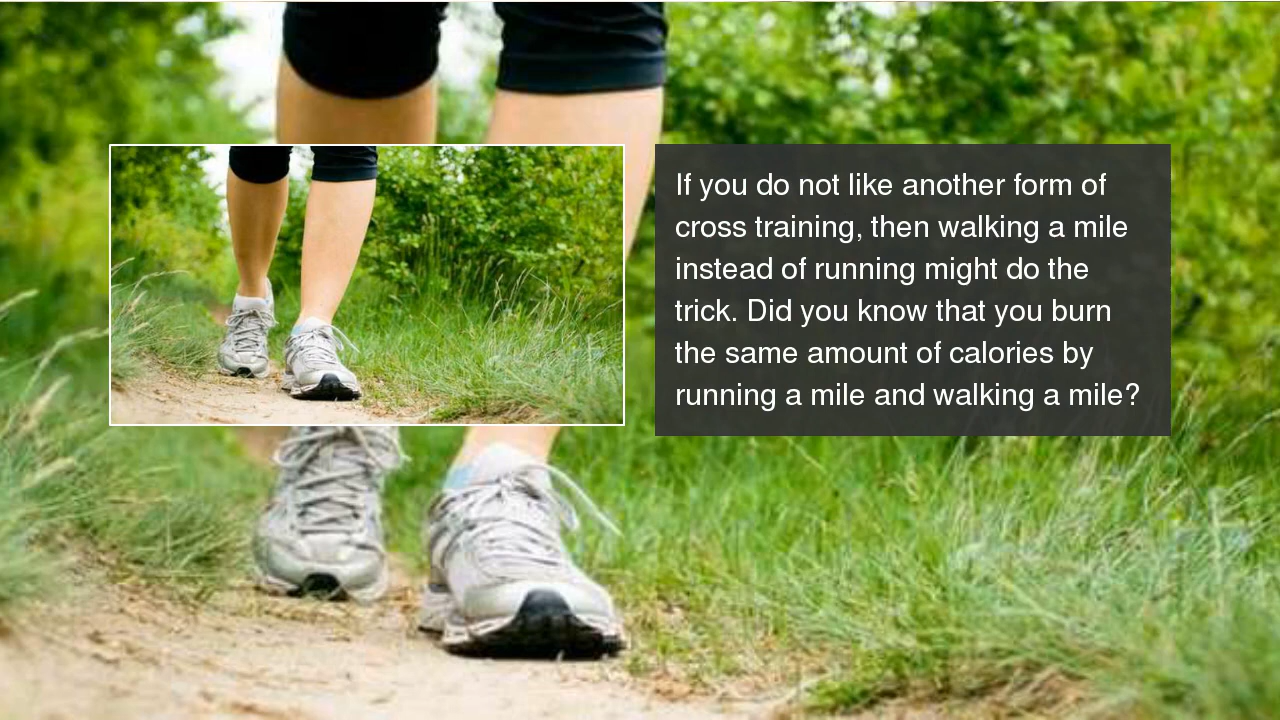 If you do not like another form of
cross training, then walking a mile
instead of running might do the
trick. Did you know that you burn
the same amount of calories by
running a mile and walking a mile?